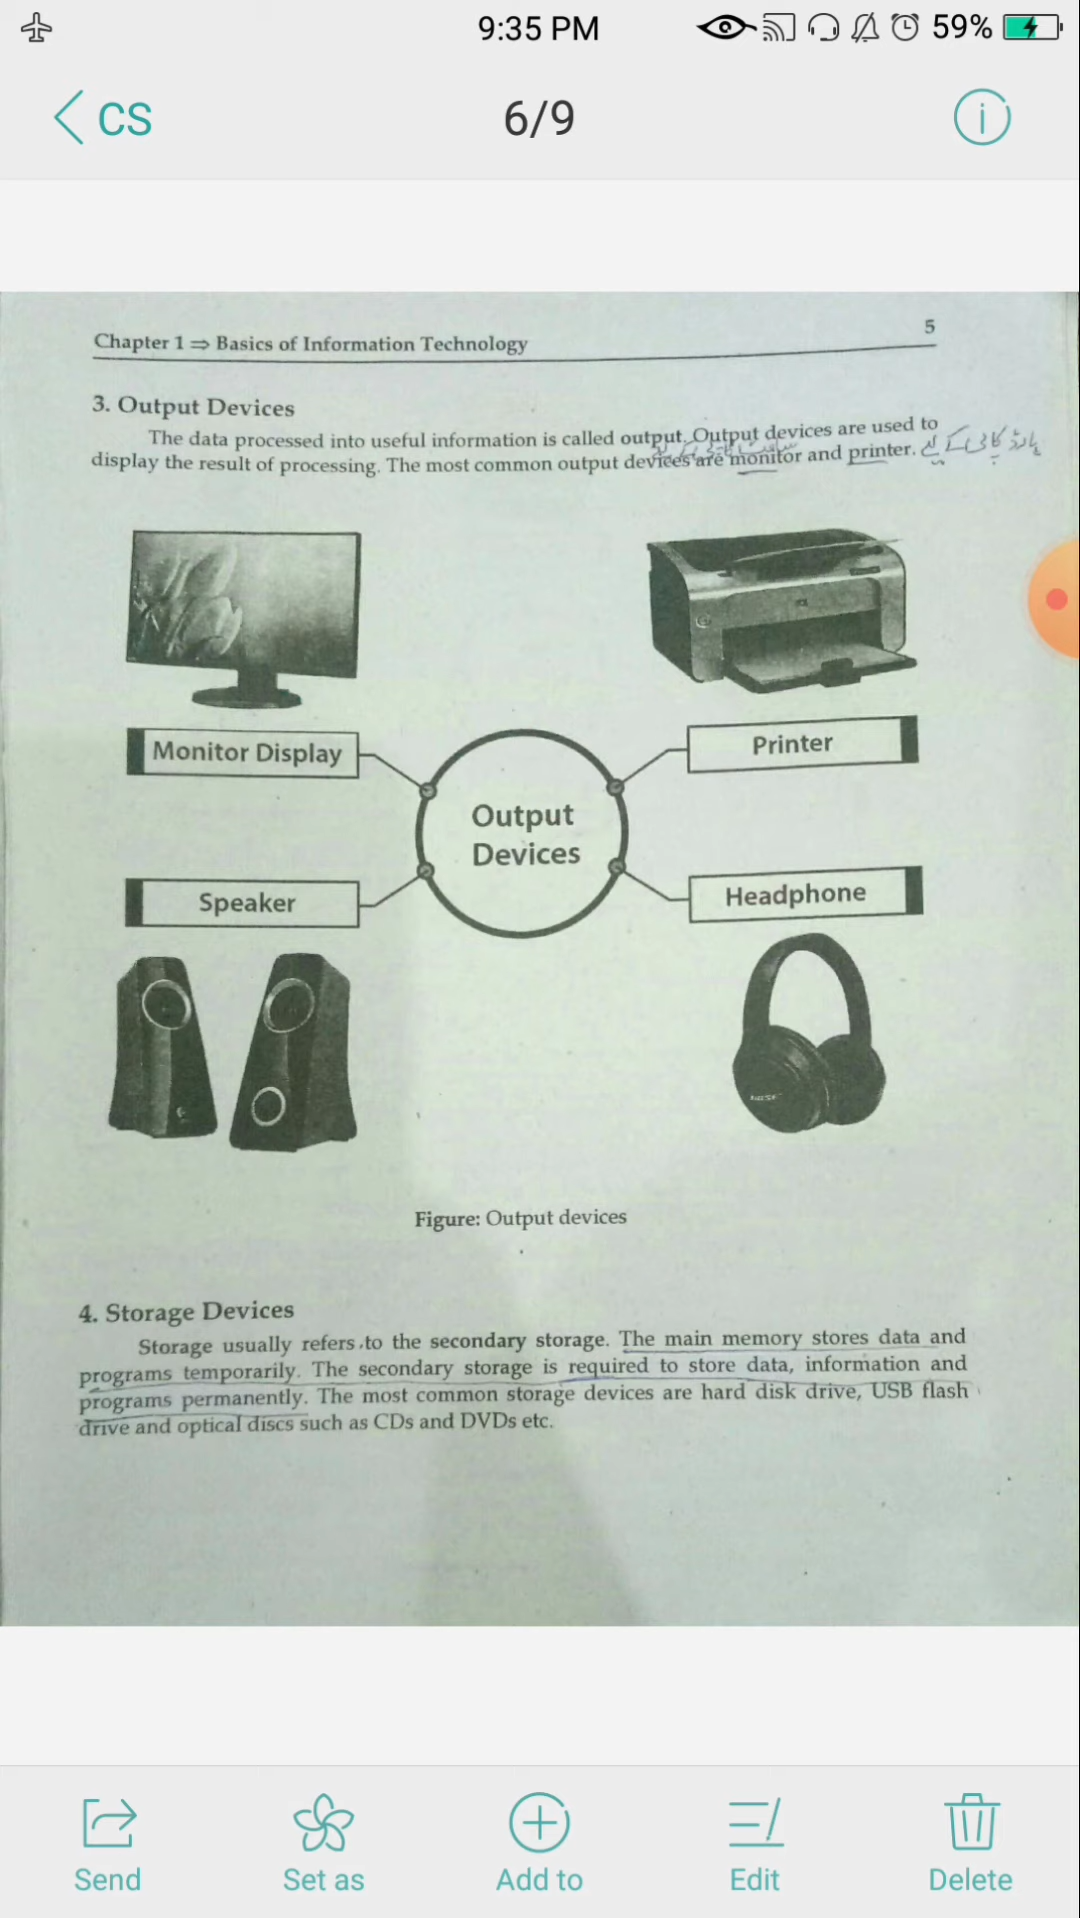 9:35 PM
59%
CS
6/9
Chapter 1 ⇒ Basics of Information Technology
5
3. Output Devices
The data processed into useful information is called output. Output devices are used to
display the result of processing. The most common output devices are monitor and printer. ہارڈ کاپی کے لیے
Monitor Display
Printer
Output
Devices
Speaker
Headphone
Figure: Output devices
4. Storage Devices
Storage usually refers to the secondary storage. The main memory stores data and
programs temporarily. The secondary storage is required to store data, information and
programs permanently. The most common storage devices are hard disk drive, USB flash
drive and optical discs such as CDs and DVDs etc.
Send
Set as
Add to
Edit
Delete